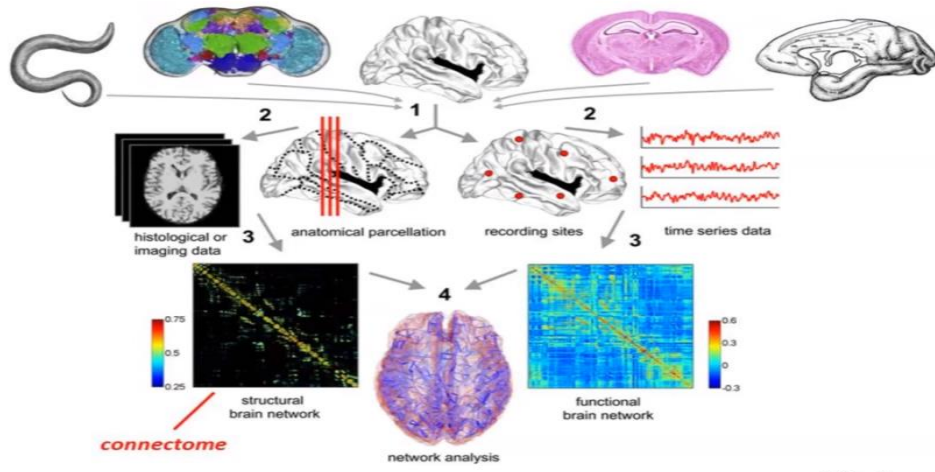 1
2
2
histological or
imaging data
anatomical parcellation
recording sites
time series data
3
3
4
0.75
0.5
0.25
0.6
0.3
0
-0.3
structural
brain network
functional
brain network
connectome
network analysis